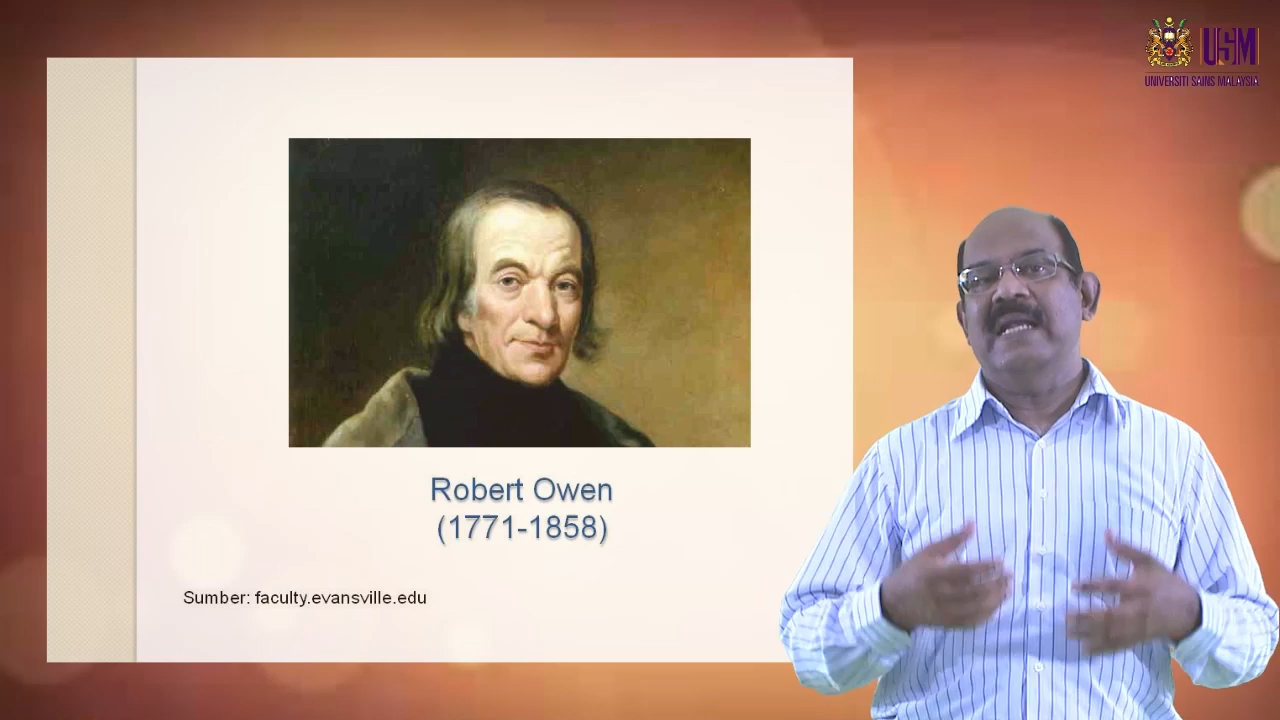 USM
UNIVERSITI SAINS MALAYSIA
Robert Owen
(1771-1858)
Sumber: faculty.evansville.edu